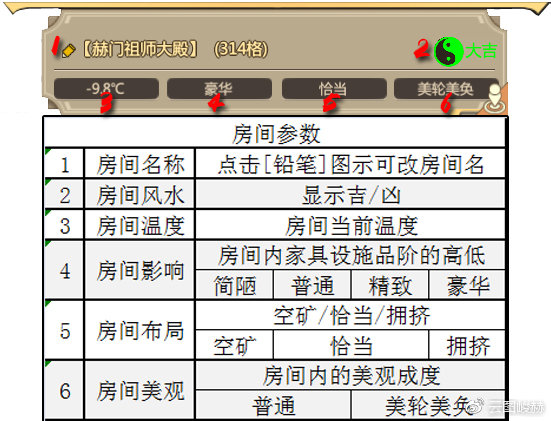 1 【赫门祖师大殿】 (314格) 2 大吉
-9.8℃ 豪华 恰当 美轮美奂
3 4 5 6
房间参数
1 房间名称 点击[铅笔]图示可改房间名
2 房间风水 显示吉/凶
3 房间温度 房间当前温度
4 房间影响 房间内家具设施品阶的高低
简陋 普通 精致 豪华
5 房间布局 空矿/恰当/拥挤
空矿 恰当 拥挤
6 房间美观 房间内的美观成度
普通 美轮美奂